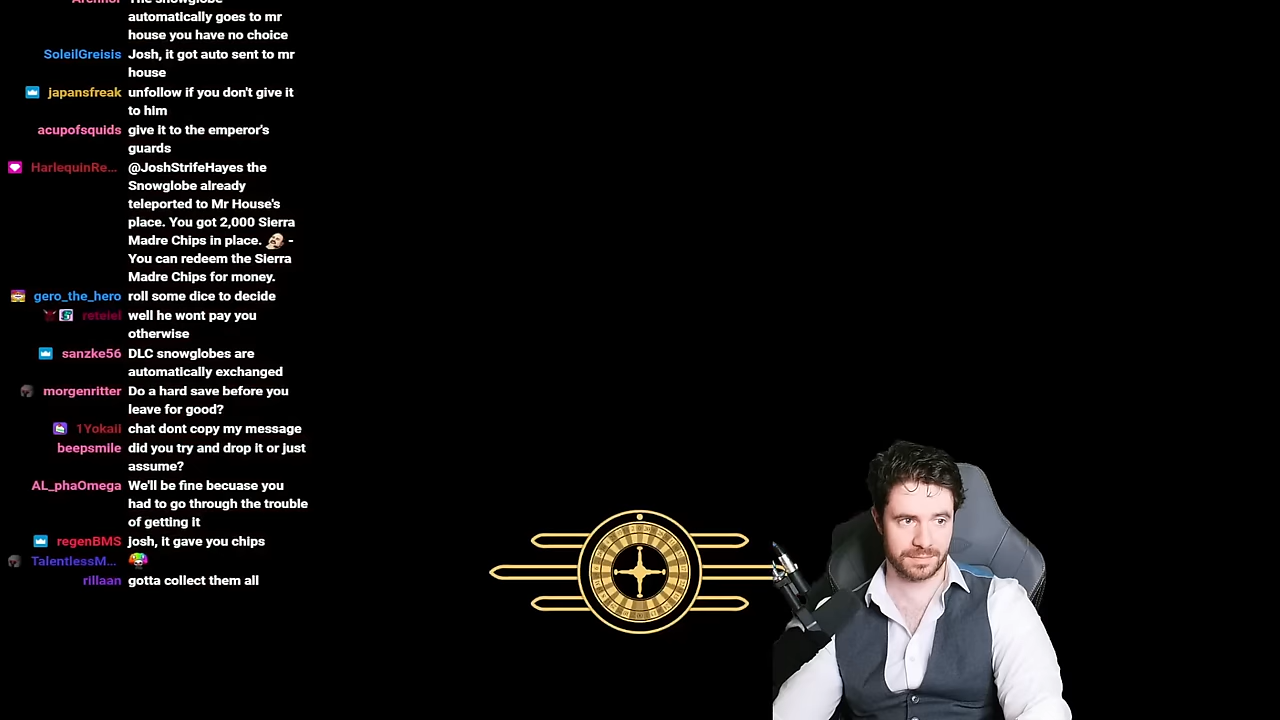 The snowglobe
automatically goes to mr
house you have no choice
SoleilGreisis Josh, it got auto sent to mr
house
japansfreak unfollow if you don't give it
to him
acupofsquids give it to the emperor's
guards
HarlequinRe... @JoshStrifeHayes the
Snowglobe already
teleported to Mr House's
place. You got 2,000 Sierra
Madre Chips in place. -
You can redeem the Sierra
Madre Chips for money.
gero_the_hero roll some dice to decide
reteiel well he wont pay you
otherwise
sanzke56 DLC snowglobes are
automatically exchanged
morgenritter Do a hard save before you
leave for good?
1Yokaii chat dont copy my message
beepsmile did you try and drop it or just
assume?
AL_phaOmega We'll be fine becuase you
had to go through the trouble
of getting it
regenBMS josh, it gave you chips
TalentlessM...
rillaan gotta collect them all